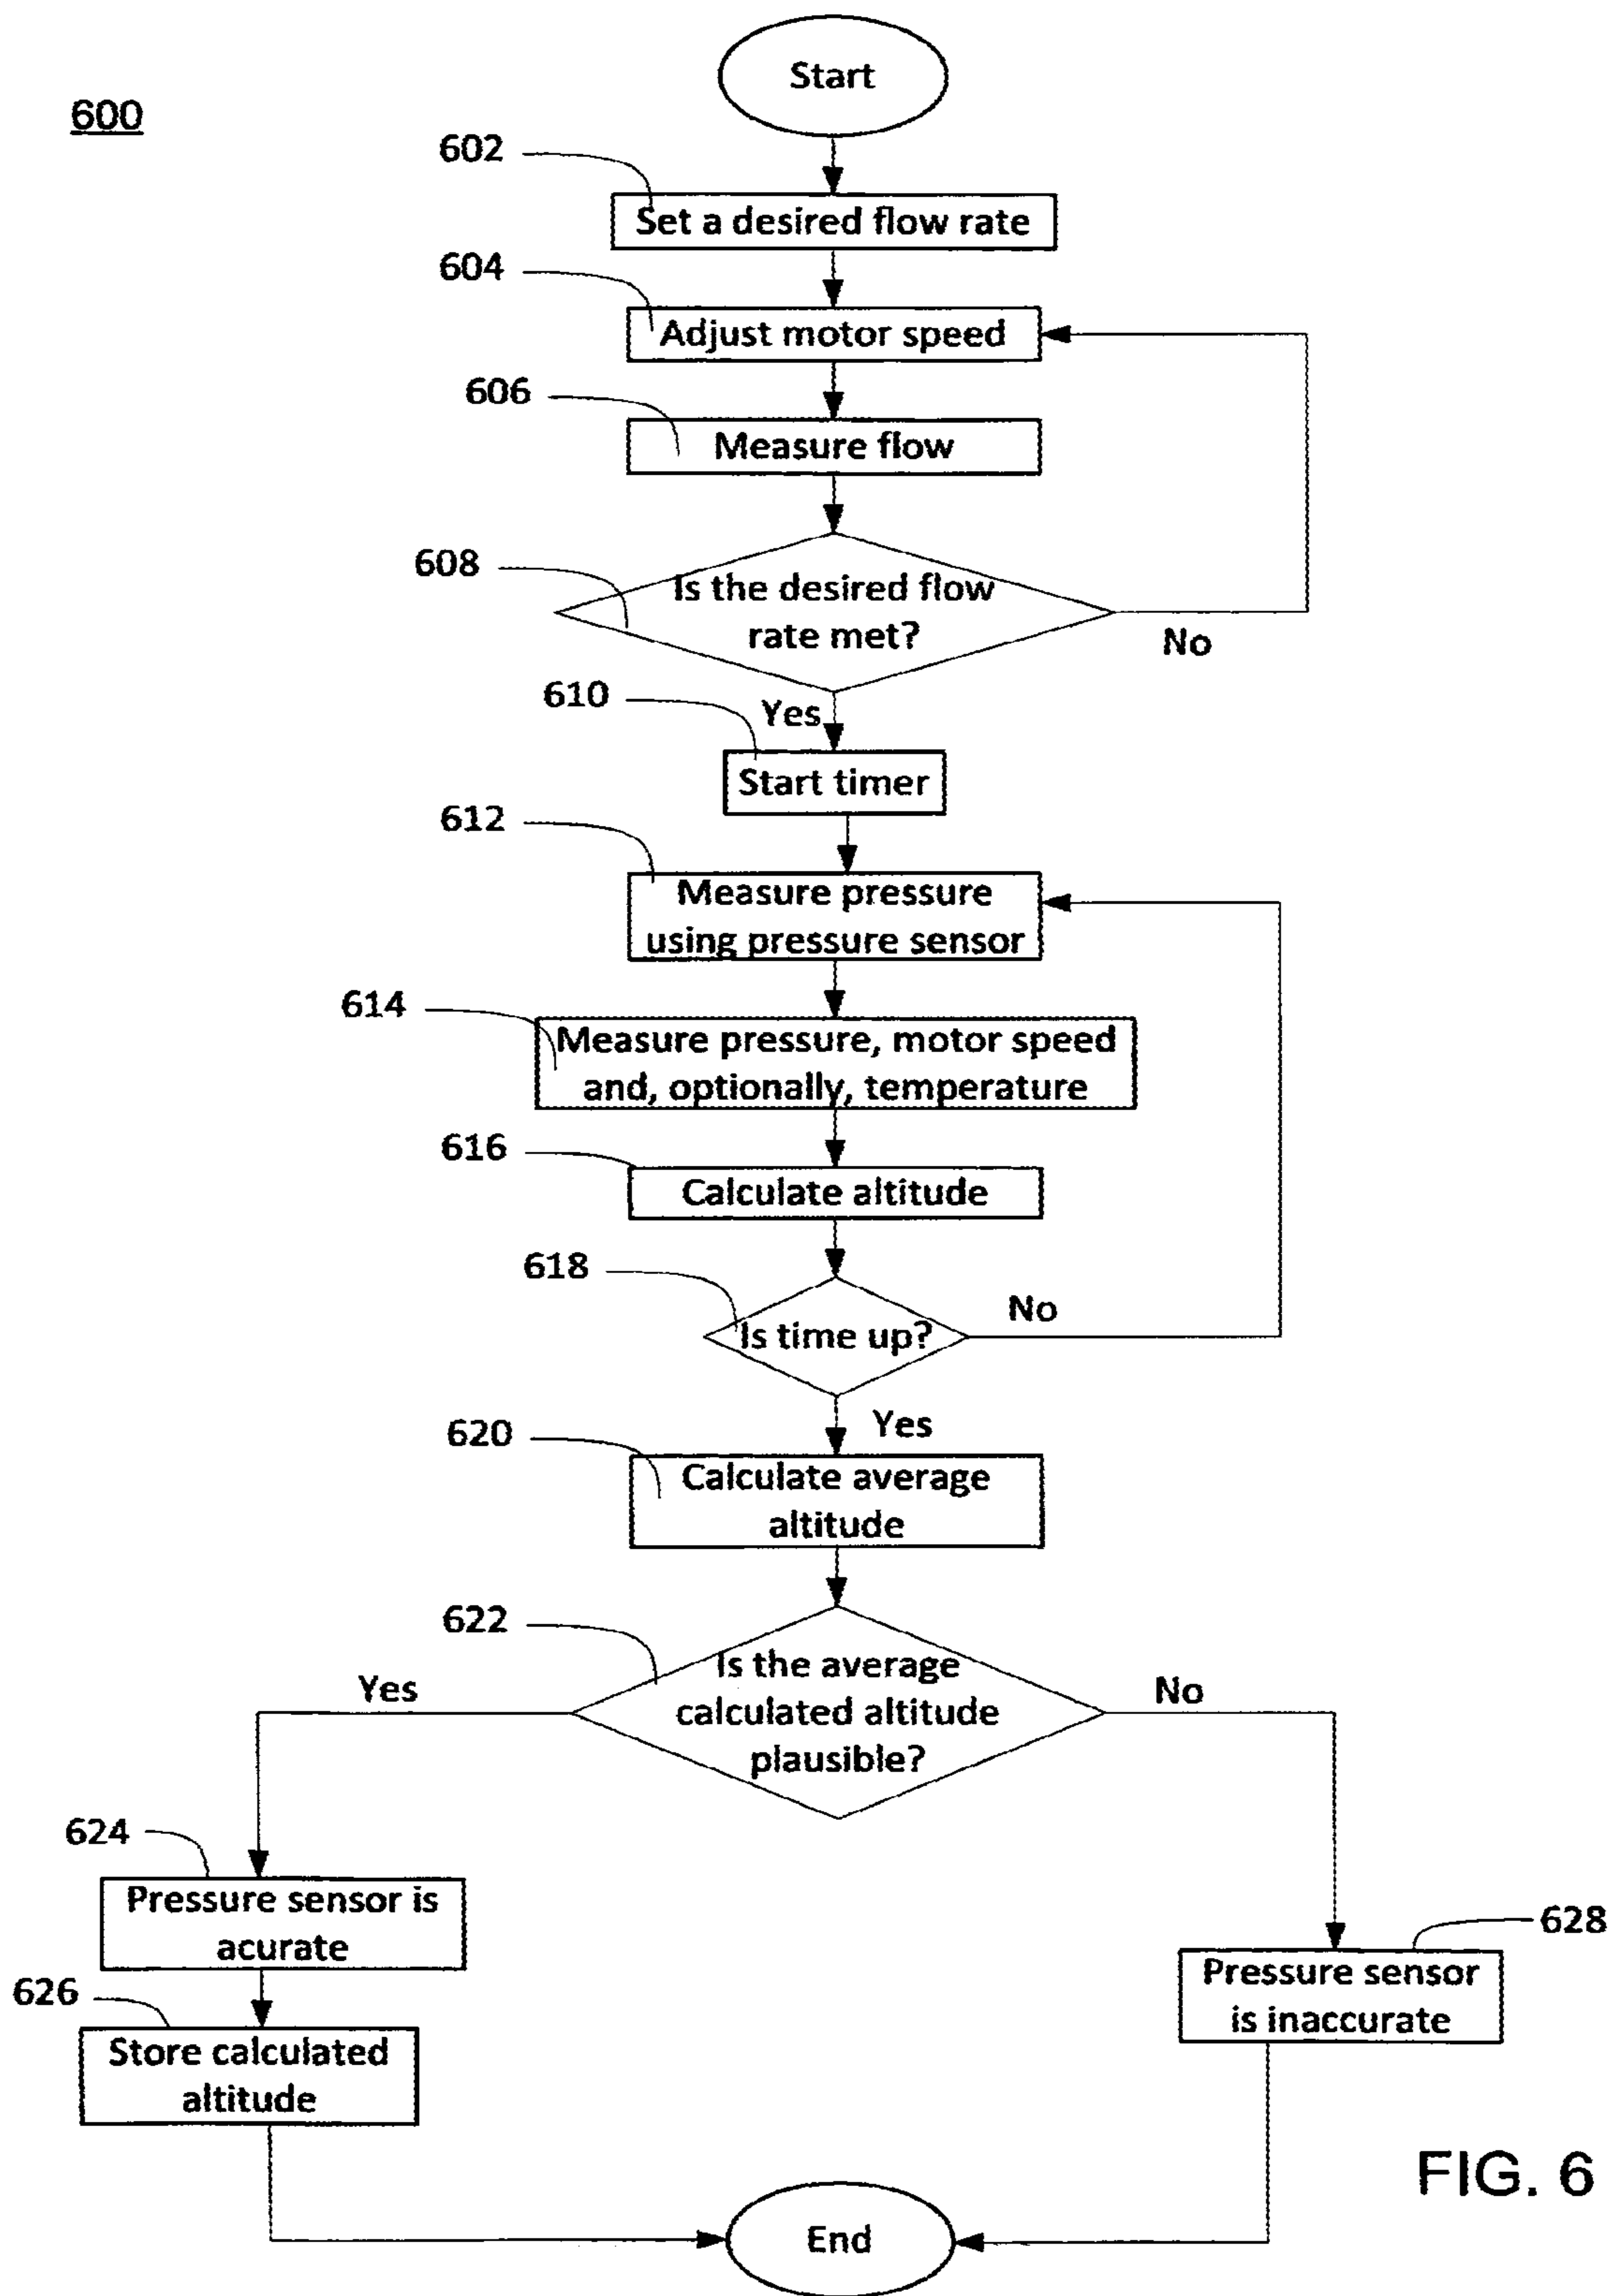 600
Start
602
Set a desired flow rate
604
Adjust motor speed
606
Measure flow
608
Is the desired flow
rate met?
No
610
Yes
Start timer
612
Measure pressure
using pressure sensor
614
Measure pressure, motor speed
and, optionally, temperature
616
Calculate altitude
618
Is time up?
No
Yes
620
Calculate average
altitude
622
Is the average
calculated altitude
plausible?
Yes
No
624
Pressure sensor is
acurate
626
Store calculated
altitude
628
Pressure sensor
is inaccurate
End
FIG. 6